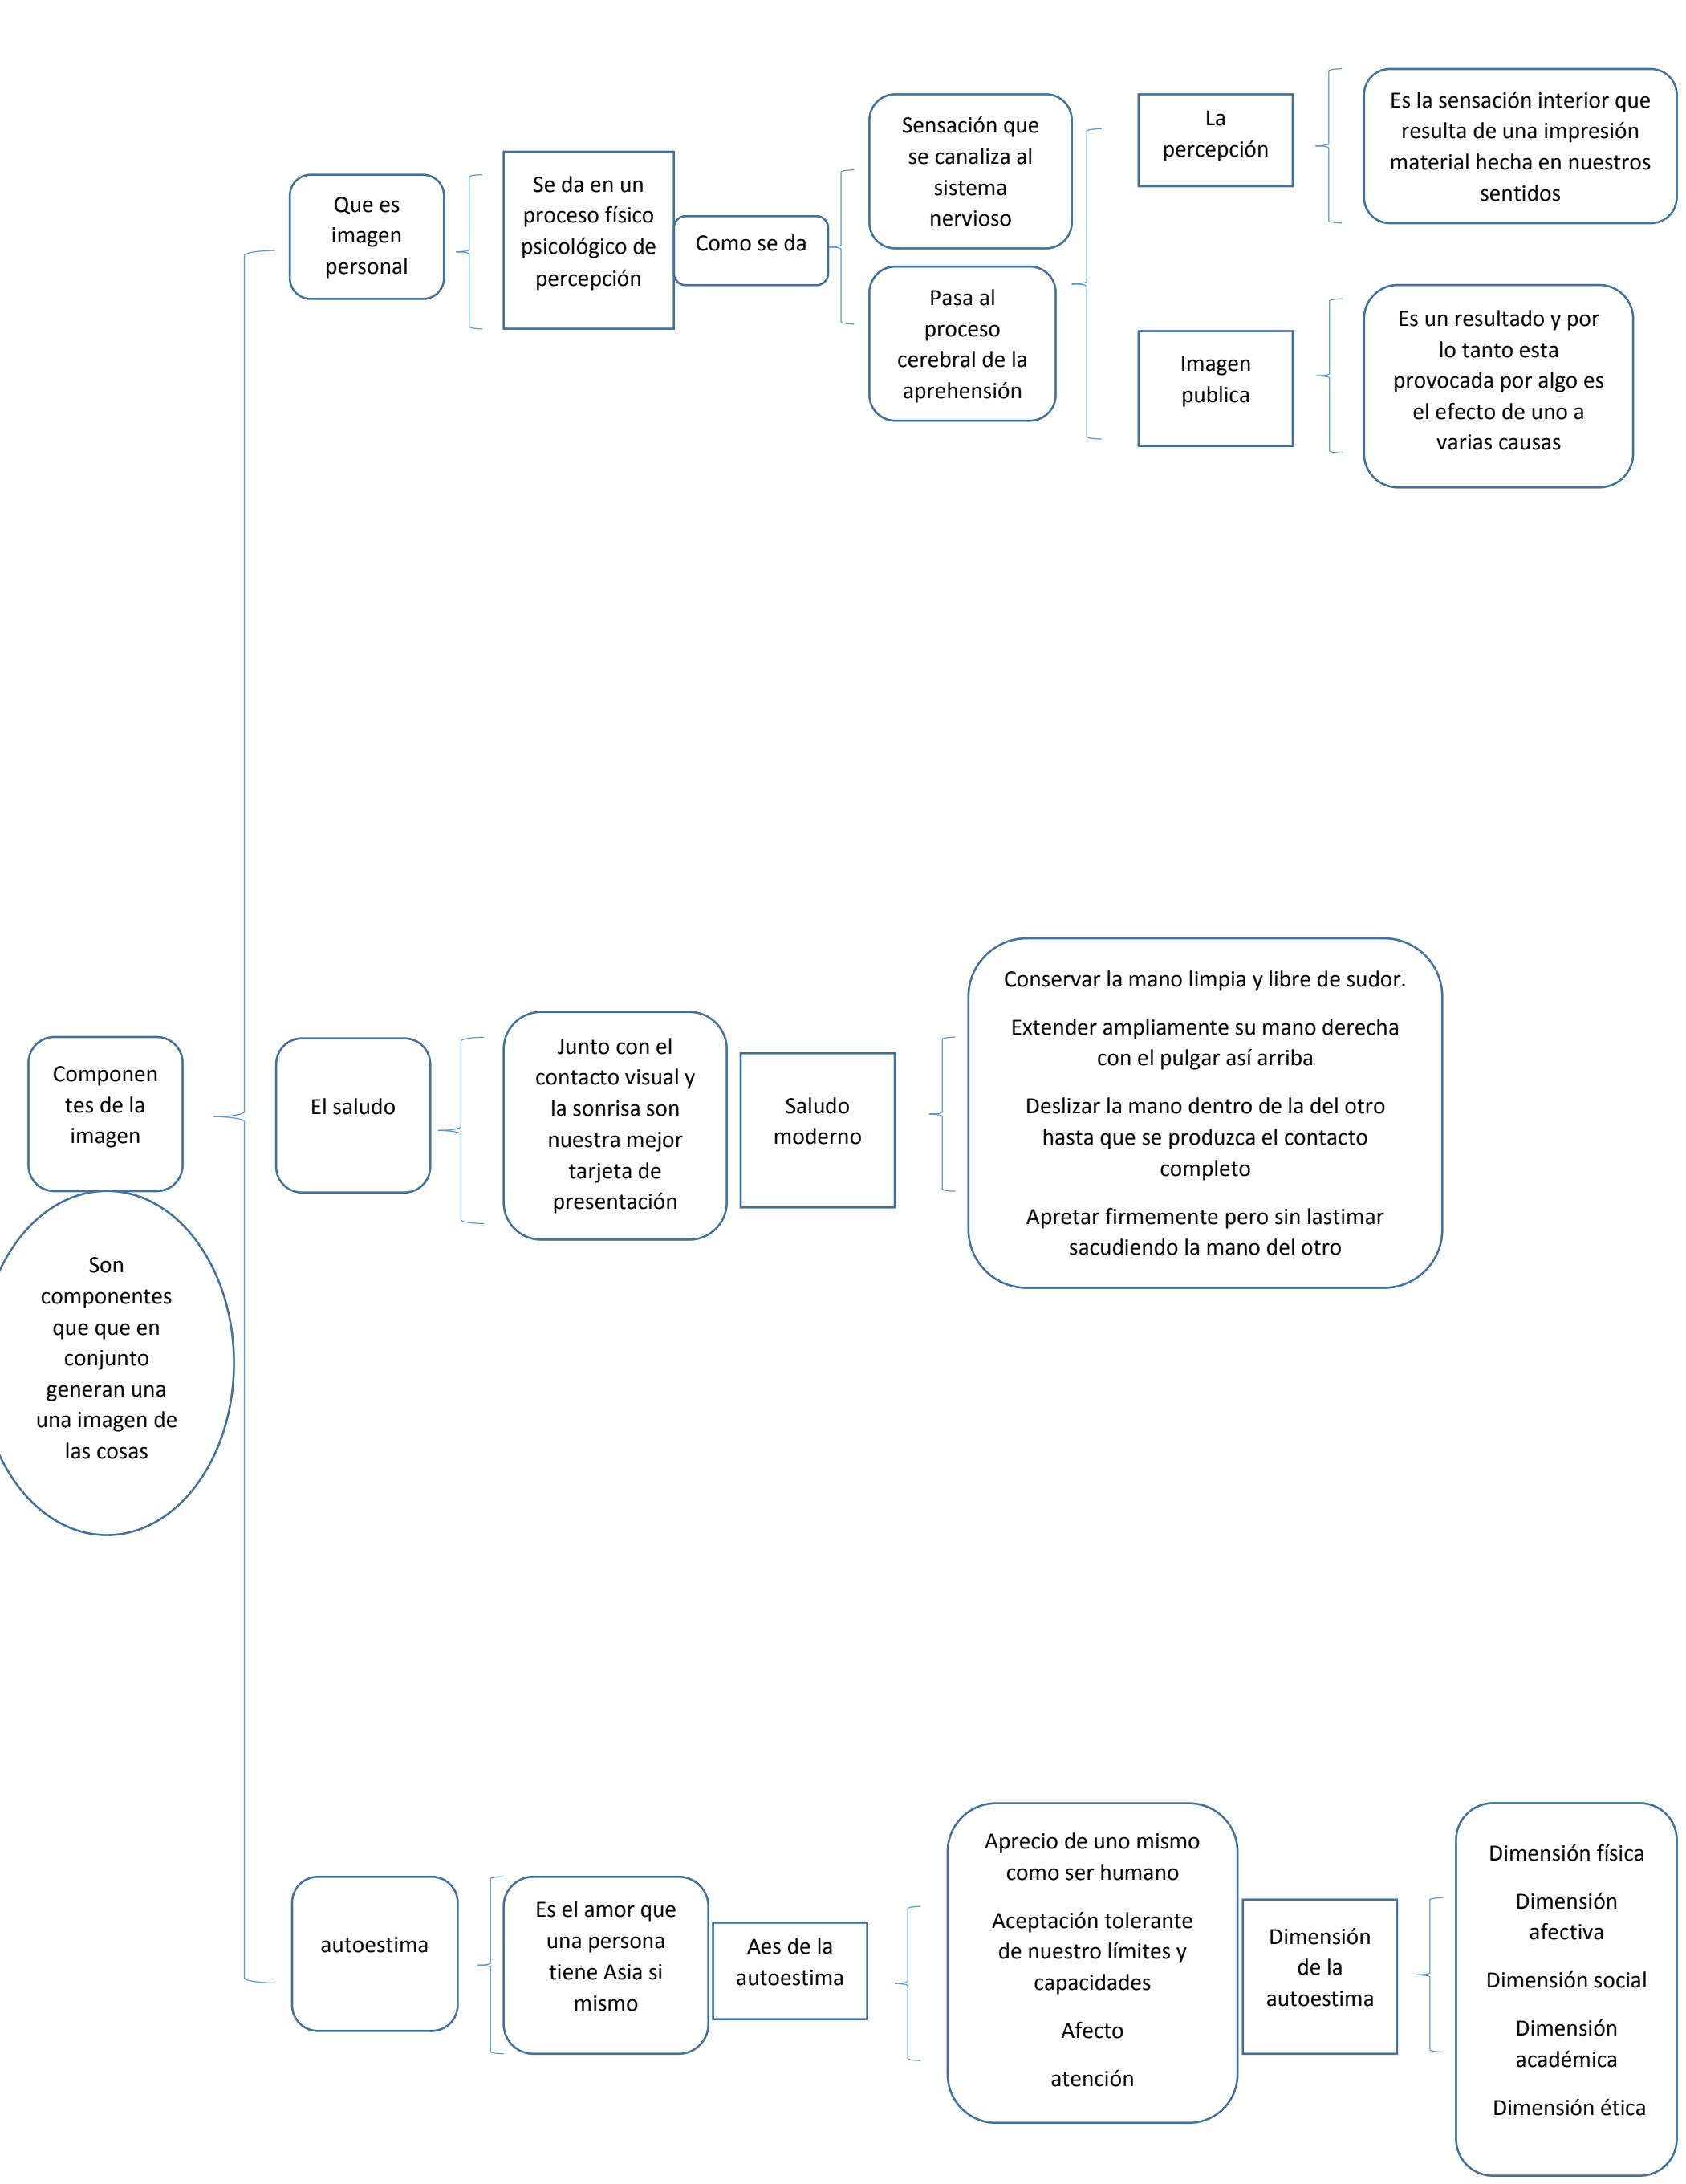 Componen
tes de la
imagen
Son
componentes
que que en
conjunto
generan una
una imagen de
las cosas
Que es
imagen
personal
Se da en un
proceso físico
psicológico de
percepción
Como se da
Sensación que
se canaliza al
sistema
nervioso
Pasa al
proceso
cerebral de la
aprehensión
La
percepción
Es la sensación interior que
resulta de una impresión
material hecha en nuestros
sentidos
Imagen
publica
Es un resultado y por
lo tanto esta
provocada por algo es
el efecto de uno a
varias causas
El saludo
Junto con el
contacto visual y
la sonrisa son
nuestra mejor
tarjeta de
presentación
Saludo
moderno
Conservar la mano limpia y libre de sudor.
Extender ampliamente su mano derecha
con el pulgar así arriba
Deslizar la mano dentro de la del otro
hasta que se produzca el contacto
completo
Apretar firmemente pero sin lastimar
sacudiendo la mano del otro
autoestima
Es el amor que
una persona
tiene Asia si
mismo
Aes de la
autoestima
Aprecio de uno mismo
como ser humano
Aceptación tolerante
de nuestro límites y
capacidades
Afecto
atención
Dimensión
de la
autoestima
Dimensión física
Dimensión
afectiva
Dimensión social
Dimensión
académica
Dimensión ética